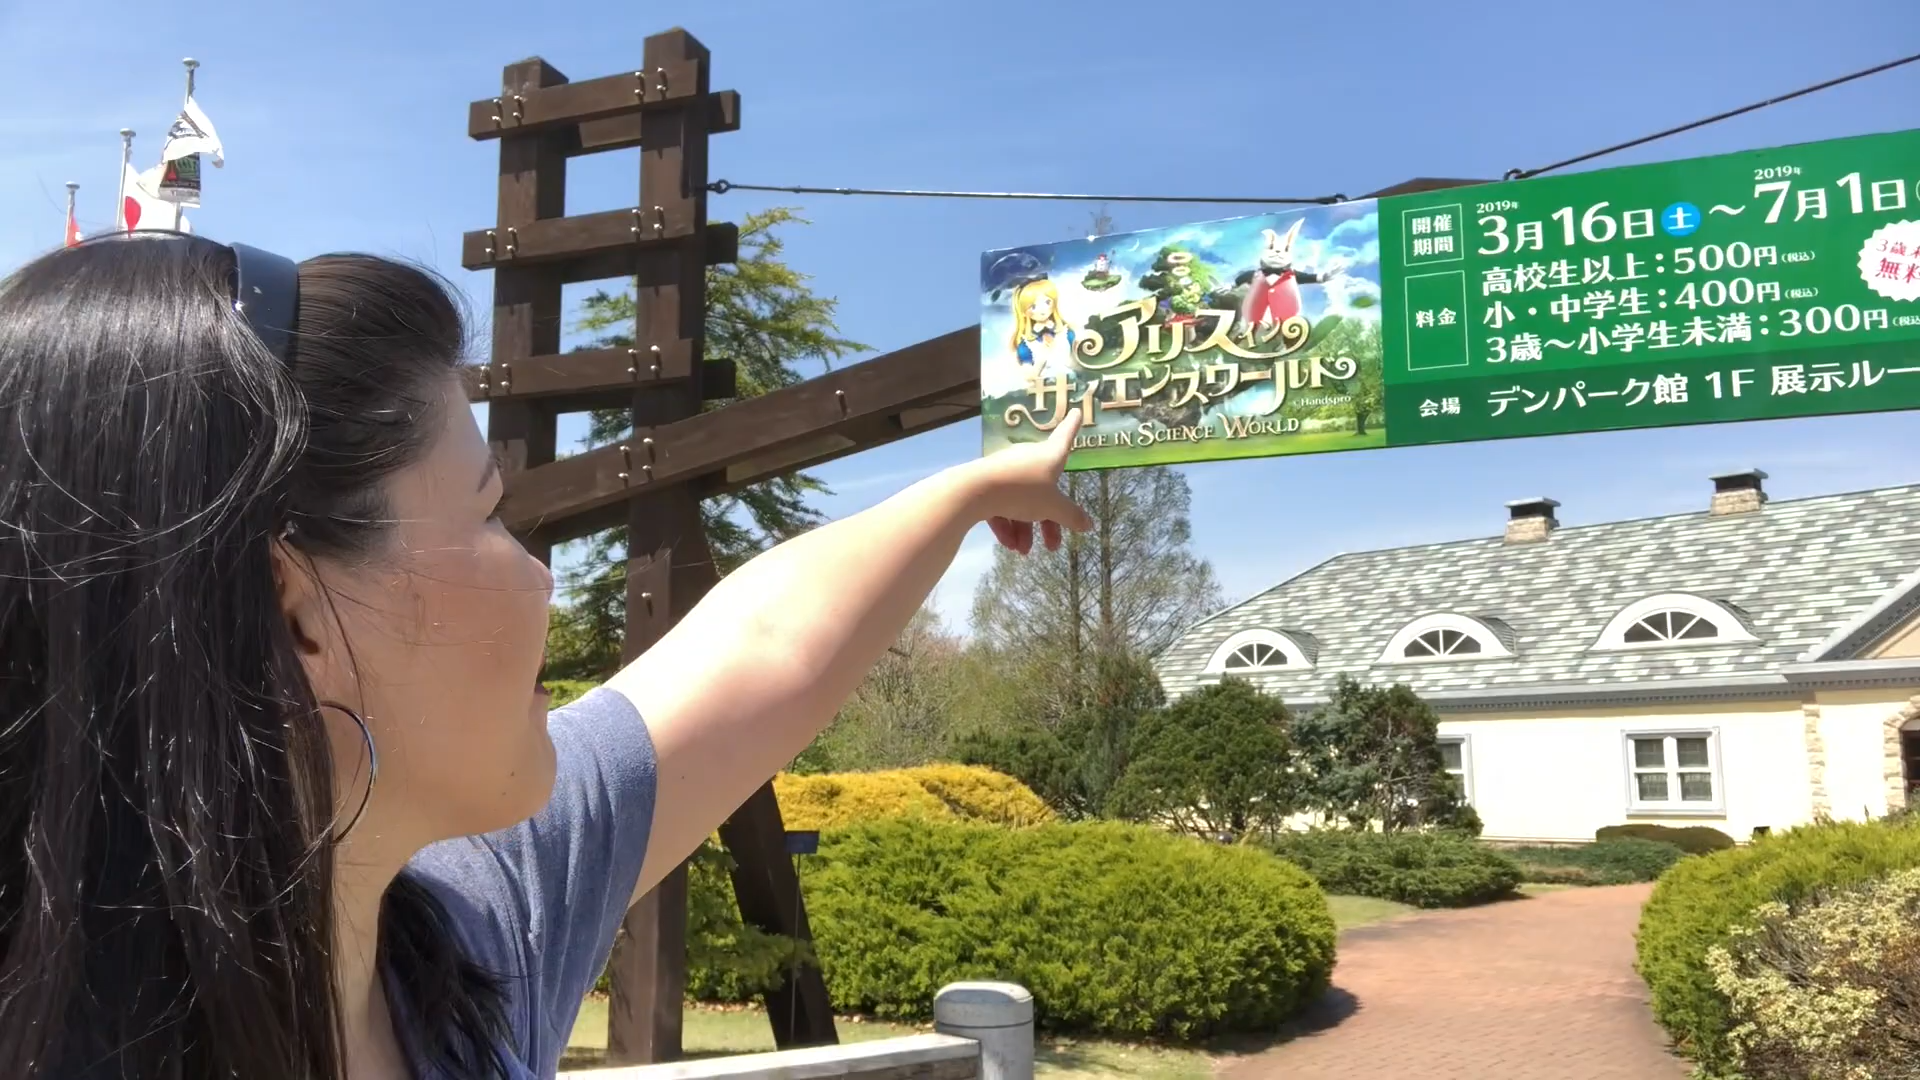 アリスイン
サイエンスワールド
©Handspro
ALICE IN SCIENCE WORLD
開催
期間
2019年
3月16日土〜
2019年
7月1日
料金
高校生以上：500円(税込)
小・中学生：400円(税込)
3歳〜小学生未満：300円
会場
デンパーク館 1F 展示ルー
3歳
無料